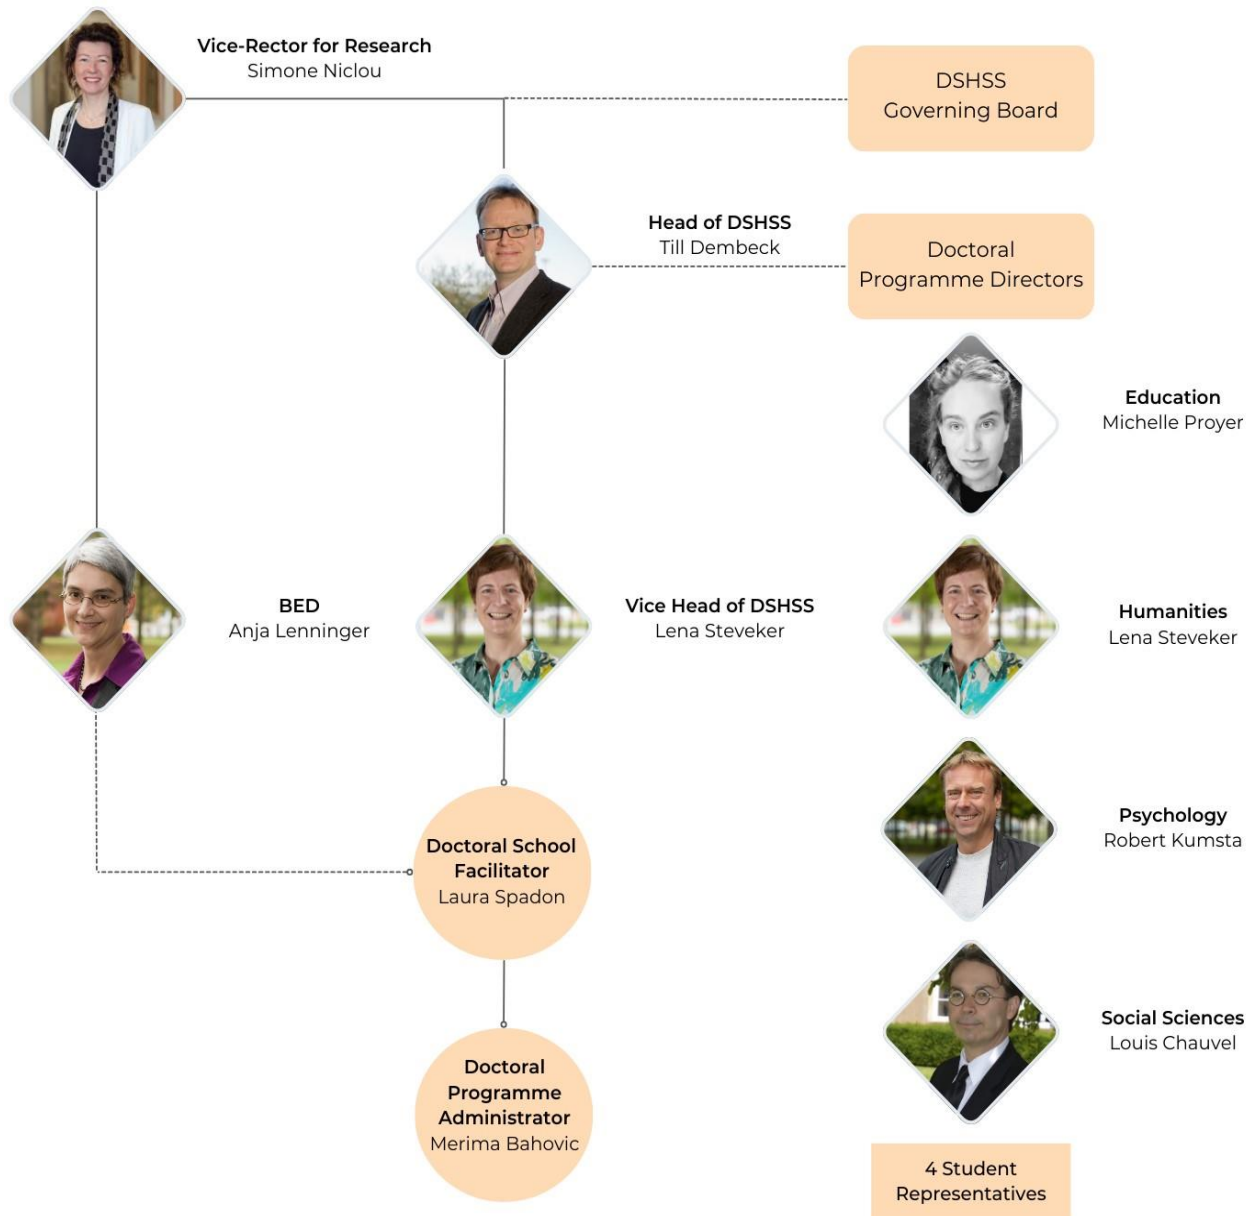 Vice-Rector for Research
Simone Niclou
DSHSS
Governing Board
Head of DSHSS
Till Dembeck
Doctoral
Programme Directors
Education
Michelle Proyer
BED
Anja Lenninger
Vice Head of DSHSS
Lena Steveker
Humanities
Lena Steveker
Psychology
Robert Kumsta
Doctoral School
Facilitator
Laura Spadon
Social Sciences
Louis Chauvel
Doctoral
Programme
Administrator
Merima Bahovic
4 Student
Representatives